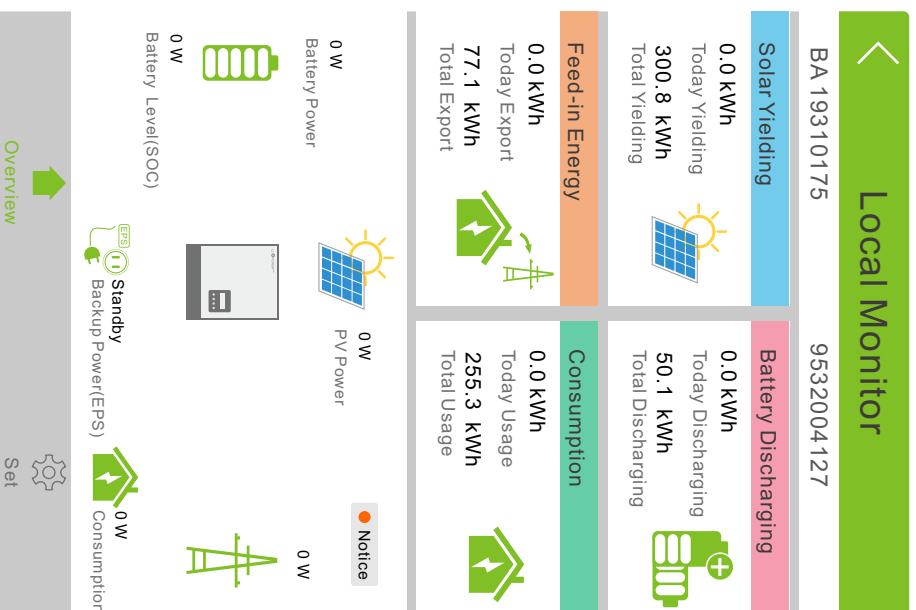 Local Monitor
BA19310175 9532004127
Solar Yielding
0.0 kWh
Today Yielding
300.8 kWh
Total Yielding
Battery Discharging
0.0 kWh
Today Discharging
50.1 kWh
Total Discharging
Feed-in Energy
0.0 kWh
Today Export
77.1 kWh
Total Export
Consumption
0.0 kWh
Today Usage
255.3 kWh
Total Usage
Notice
0 W
PV Power
0 W
Battery Power
0 W
0 W
Battery Level(SOC)
EPS
Standby
Backup Power(EPS)
0 W
Consumption
Overview
Set